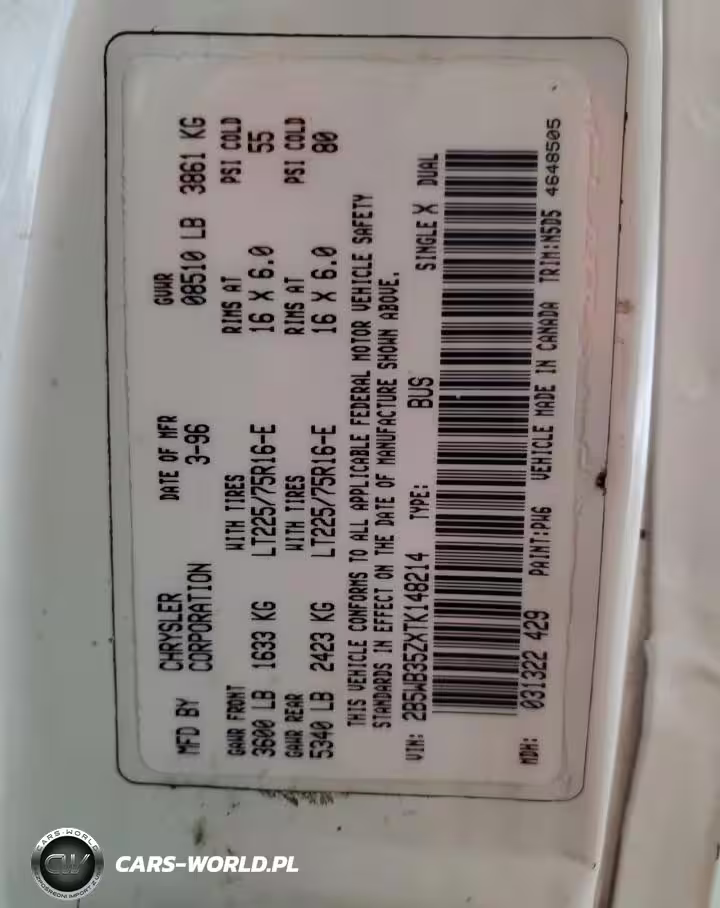 MFD BY CHRYSLER CORPORATION DATE OF MFR 3-96 GVWR 08510 LB 3861 KG
GAWR FRONT WITH TIRES RIMS AT PSI COLD
3600 LB 1633 KG LT225/75R16-E 16 X 6.0 55
GAWR REAR WITH TIRES RIMS AT PSI COLD
5340 LB 2423 KG LT225/75R16-E 16 X 6.0 80
THIS VEHICLE CONFORMS TO ALL APPLICABLE FEDERAL MOTOR VEHICLE SAFETY
STANDARDS IN EFFECT ON THE DATE OF MANUFACTURE SHOWN ABOVE.
VIN: 2B5WB35ZXTK148214 TYPE: BUS SINGLE X DUAL
MDH: 031322 429 PAINT:PW6 VEHICLE MADE IN CANADA TRIM:N5D5 4648505
CARS-WORLD
CW
CARS-WORLD.PL